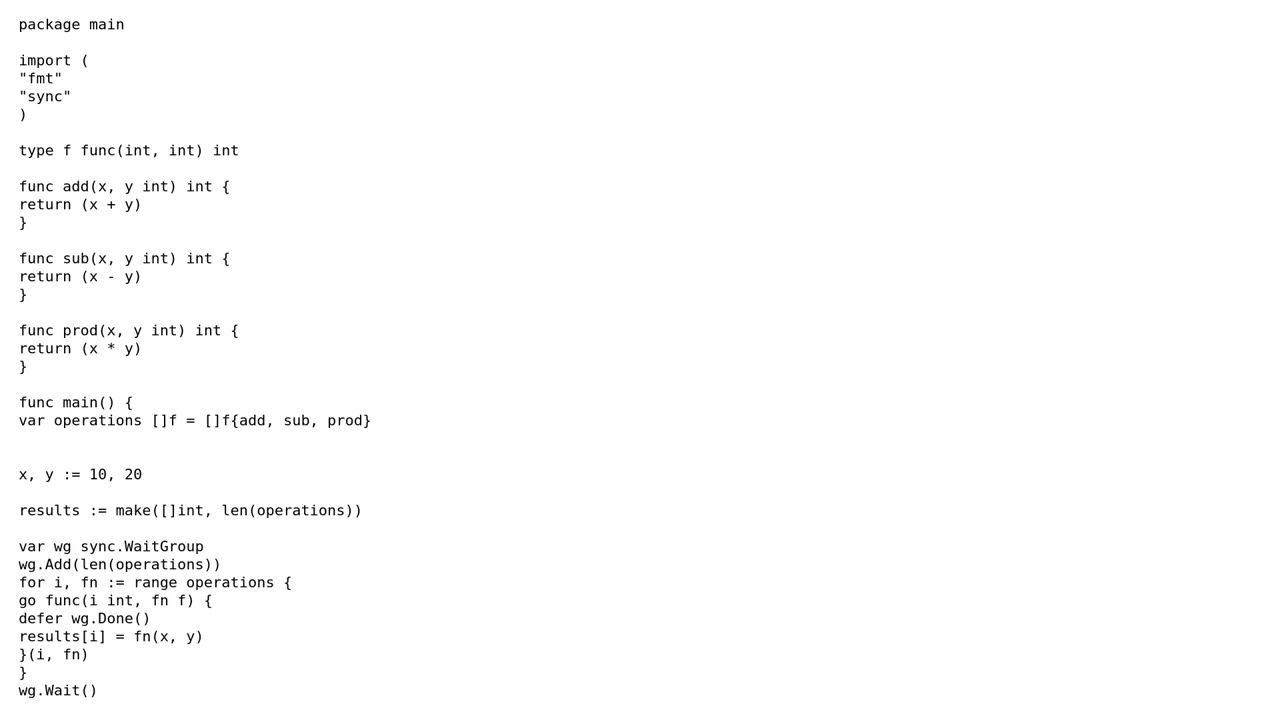 package main
import (
"fmt"
"sync"
)
type f func(int, int) int
func add(x, y int) int {
return (x + y)
}
func sub(x, y int) int {
return (x - y)
}
func prod(x, y int) int {
return (x * y)
}
func main() {
var operations []f = []f{add, sub, prod}
x, y := 10, 20
results := make([]int, len(operations))
var wg sync.WaitGroup
wg.Add(len(operations))
for i, fn := range operations {
go func(i int, fn f) {
defer wg.Done()
results[i] = fn(x, y)
}(i, fn)
}
wg.Wait()